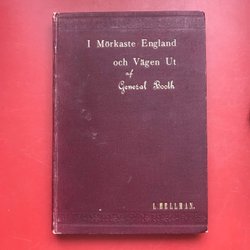 I Mörkaste England
och Vägen Ut
af
General Booth
L. HELLMAN.